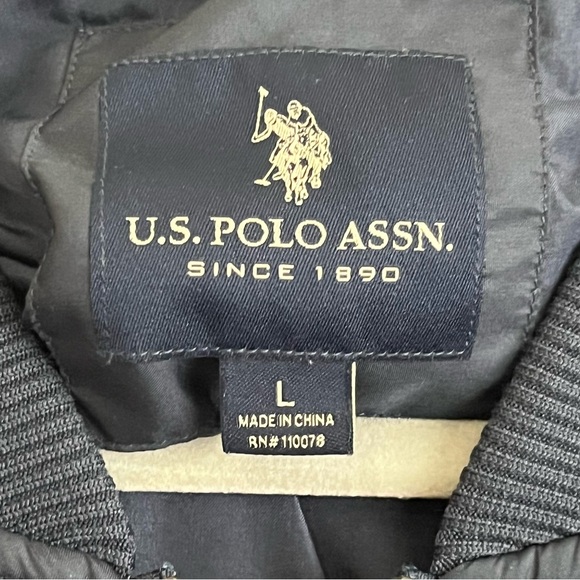 U.S. POLO ASSN.
SINCE 1890
L
MADE IN CHINA
RN# 110078